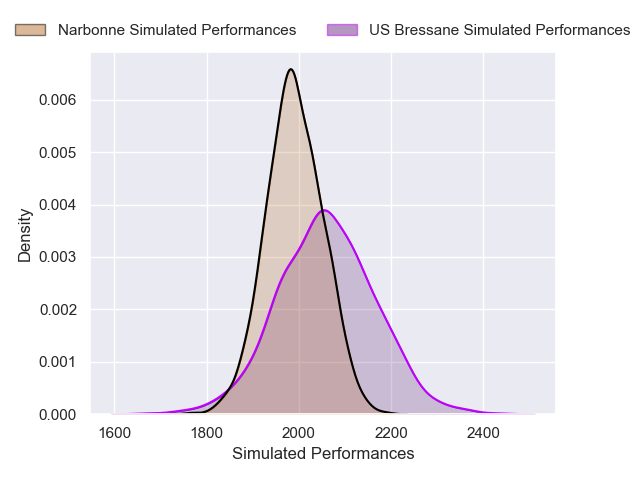 Narbonne Simulated Performances US Bressane Simulated Performances
0.006
0.005
0.004
0.003
0.002
0.001
0.000
Density
1600 1800 2000 2200 2400
Simulated Performances